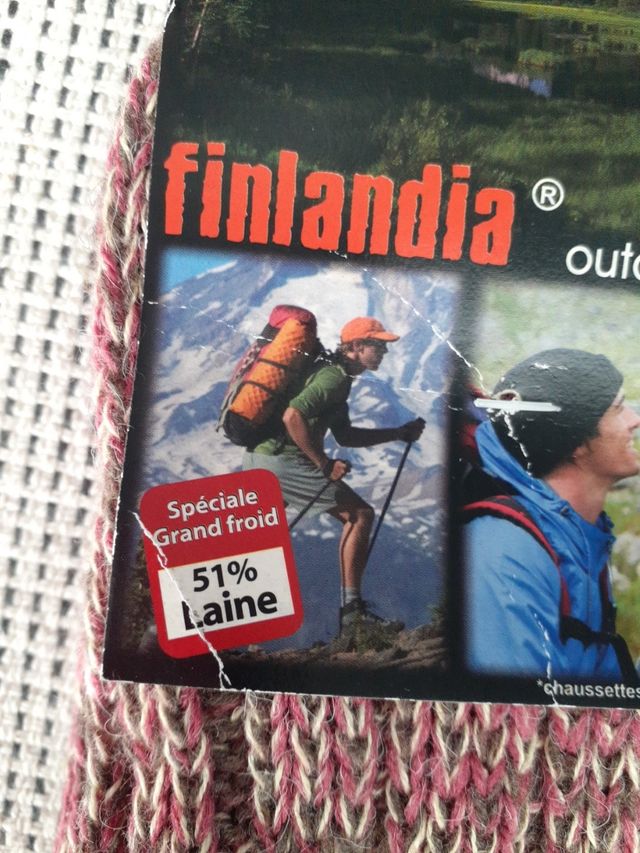 finlandia®
outd
Spéciale
Grand froid
51%
Laine
*chaussettes